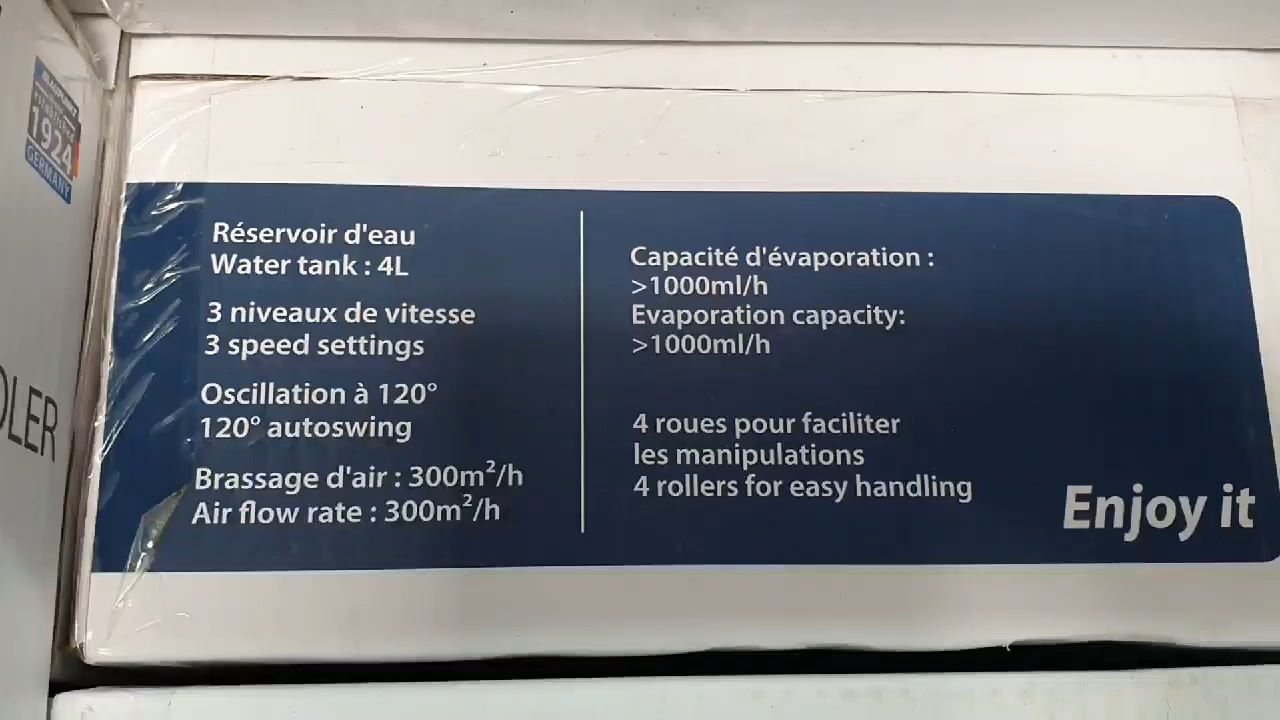 BLAUPUNKT
1924
GERMANY
OLER
Réservoir d'eau
Water tank : 4L
3 niveaux de vitesse
3 speed settings
Oscillation à 120°
120° autoswing
Brassage d'air : 300m²/h
Air flow rate : 300m²/h
Capacité d'évaporation :
>1000ml/h
Evaporation capacity:
>1000ml/h
4 roues pour faciliter
les manipulations
4 rollers for easy handling
Enjoy it